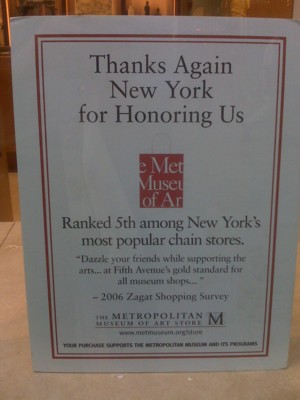 Thanks Again
New York
for Honoring Us
e Met
Museu
of Ar
Ranked 5th among New York's
most popular chain stores.
"Dazzle your friends while supporting the
arts... at Fifth Avenue's gold standard for
all museum shops... "
– 2006 Zagat Shopping Survey
THE METROPOLITAN
MUSEUM OF ART STORE M
www.metmuseum.org/store
YOUR PURCHASE SUPPORTS THE METROPOLITAN MUSEUM AND ITS PROGRAMS